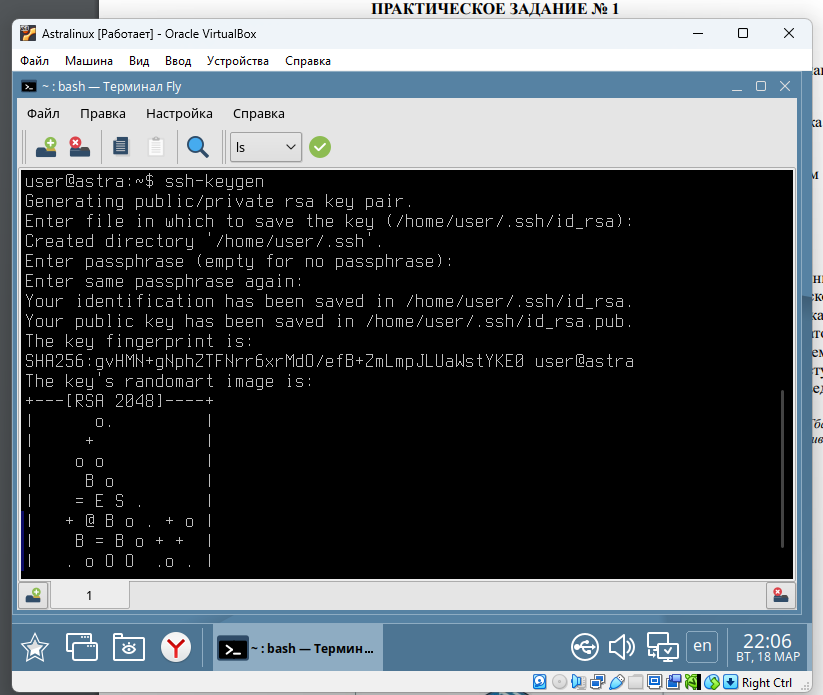 ПРАКТИЧЕСКОЕ ЗАДАНИЕ № 1
Astralinux [Работает] - Oracle VirtualBox
Файл Машина Вид Ввод Устройства Справка
~ : bash — Терминал Fly
Файл Правка Настройка Справка
ls
user@astra:~$ ssh-keygen
Generating public/private rsa key pair.
Enter file in which to save the key (/home/user/.ssh/id_rsa):
Created directory '/home/user/.ssh'.
Enter passphrase (empty for no passphrase):
Enter same passphrase again:
Your identification has been saved in /home/user/.ssh/id_rsa.
Your public key has been saved in /home/user/.ssh/id_rsa.pub.
The key fingerprint is:
SHA256:gvHMN+gNphZTFNrr6xrMdO/efB+ZmLmpJLUaWstYKE0 user@astra
The key's randomart image is:
+---[RSA 2048]----+
|      o.         |
|     +           |
|    o o          |
|     B o         |
|    = E S .      |
|   + @ B o . + o |
|    B = B o + +  |
|   . o O O  .o . |
1
~ : bash — Термин...
en
22:06
ВТ, 18 МАР
Right Ctrl